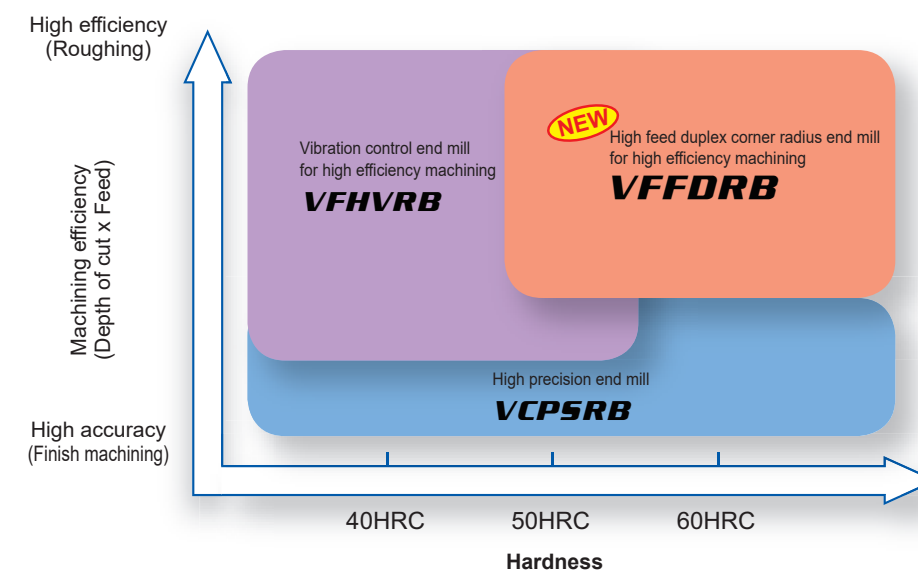 High efficiency
(Roughing)
NEW
High feed duplex corner radius end mill
for high efficiency machining
VFFDRB
Vibration control end mill
for high efficiency machining
VFHVRB
Machining efficiency
(Depth of cut x Feed)
High precision end mill
VCPSRB
High accuracy
(Finish machining)
40HRC
50HRC
60HRC
Hardness